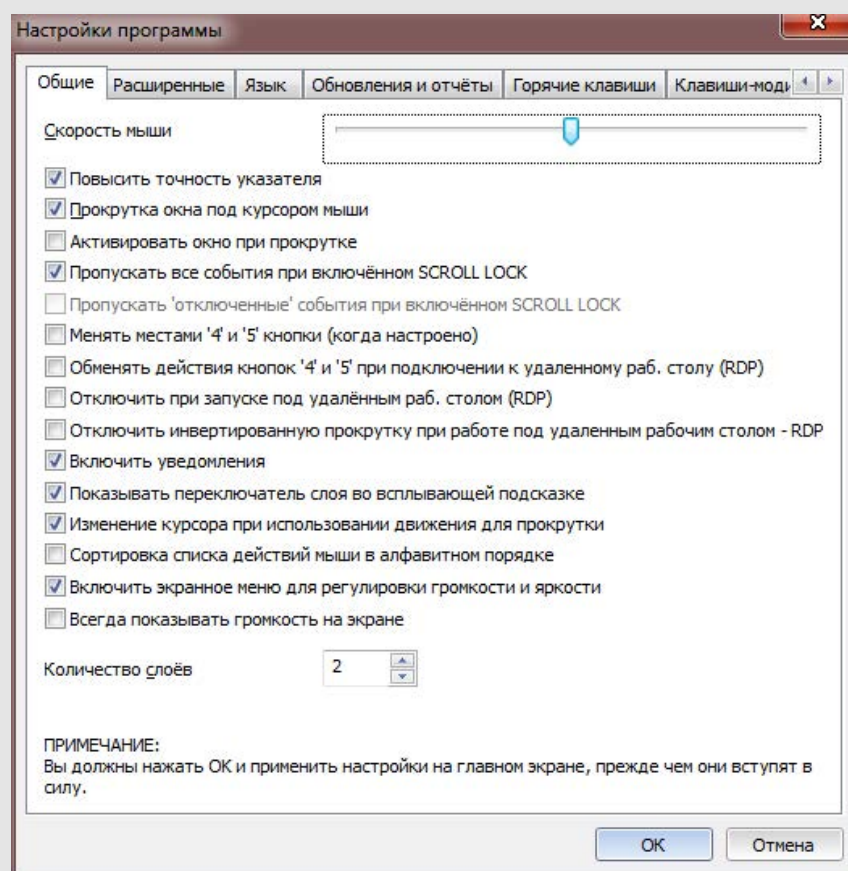 Настройки программы
Общие
Расширенные
Язык
Обновления и отчёты
Горячие клавиши
Клавиши-моди
Скорость мыши
Повысить точность указателя
Прокрутка окна под курсором мыши
Активировать окно при прокрутке
Пропускать все события при включённом SCROLL LOCK
Пропускать 'отключенные' события при включённом SCROLL LOCK
Менять местами '4' и '5' кнопки (когда настроено)
Обменять действия кнопок '4' и '5' при подключении к удаленному раб. столу (RDP)
Отключить при запуске под удалённым раб. столом (RDP)
Отключить инвертированную прокрутку при работе под удаленным рабочим столом - RDP
Включить уведомления
Показывать переключатель слоя во всплывающей подсказке
Изменение курсора при использовании движения для прокрутки
Сортировка списка действий мыши в алфавитном порядке
Включить экранное меню для регулировки громкости и яркости
Всегда показывать громкость на экране
Количество слоёв
2
ПРИМЕЧАНИЕ:
Вы должны нажать OK и применить настройки на главном экране, прежде чем они вступят в
силу.
OK
Отмена